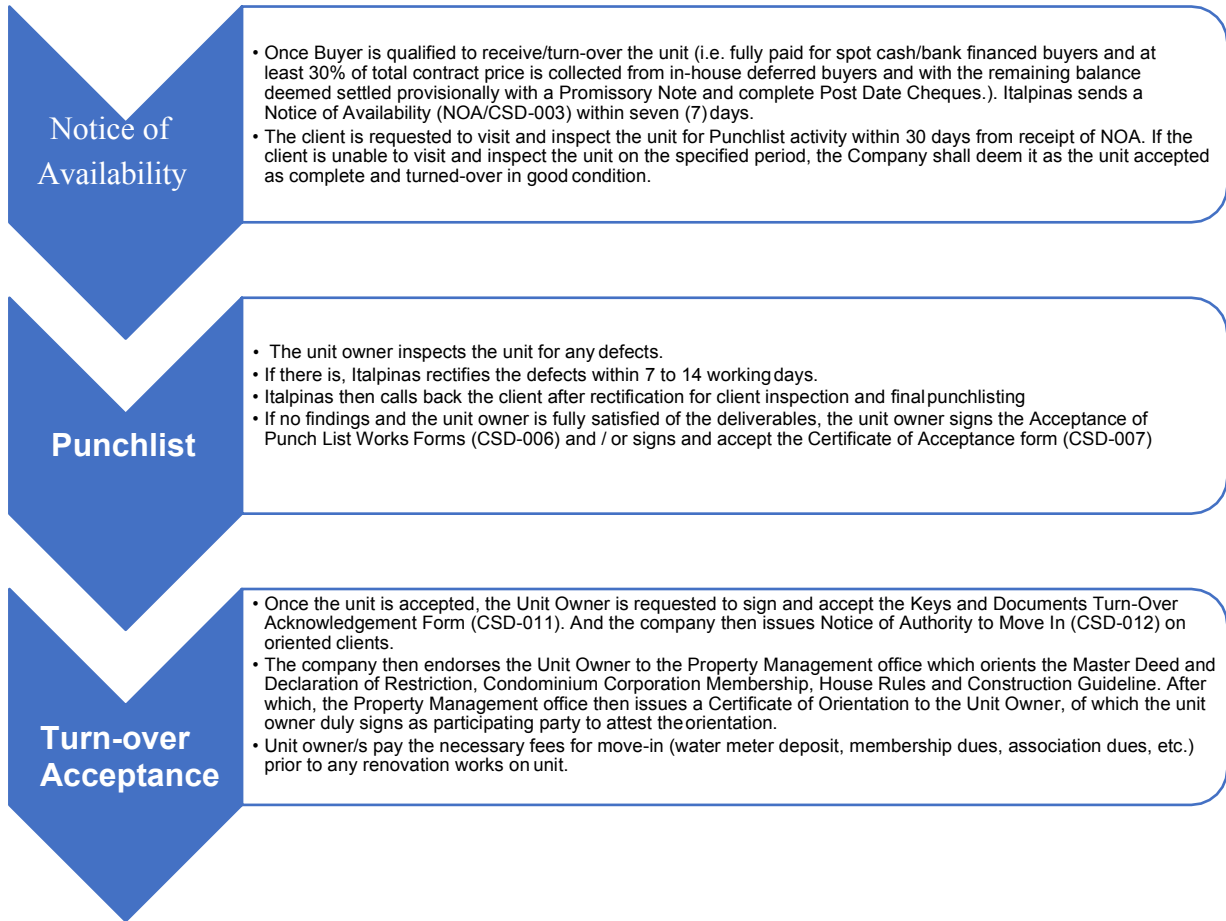 Notice of
Availability
• Once Buyer is qualified to receive/turn-over the unit (i.e. fully paid for spot cash/bank financed buyers and at
least 30% of total contract price is collected from in-house deferred buyers and with the remaining balance
deemed settled provisionally with a Promissory Note and complete Post Date Cheques.). Italpinas sends a
Notice of Availability (NOA/CSD-003) within seven (7) days.
• The client is requested to visit and inspect the unit for Punchlist activity within 30 days from receipt of NOA. If the
client is unable to visit and inspect the unit on the specified period, the Company shall deem it as the unit accepted
as complete and turned-over in good condition.
Punchlist
• The unit owner inspects the unit for any defects.
• If there is, Italpinas rectifies the defects within 7 to 14 working days.
• Italpinas then calls back the client after rectification for client inspection and final punchlisting
• If no findings and the unit owner is fully satisfied of the deliverables, the unit owner signs the Acceptance of
Punch List Works Forms (CSD-006) and / or signs and accept the Certificate of Acceptance form (CSD-007)
Turn-over
Acceptance
• Once the unit is accepted, the Unit Owner is requested to sign and accept the Keys and Documents Turn-Over
Acknowledgement Form (CSD-011). And the company then issues Notice of Authority to Move In (CSD-012) on
oriented clients.
• The company then endorses the Unit Owner to the Property Management office which orients the Master Deed and
Declaration of Restriction, Condominium Corporation Membership, House Rules and Construction Guideline. After
which, the Property Management office then issues a Certificate of Orientation to the Unit Owner, of which the unit
owner duly signs as participating party to attest the orientation.
• Unit owner/s pay the necessary fees for move-in (water meter deposit, membership dues, association dues, etc.)
prior to any renovation works on unit.